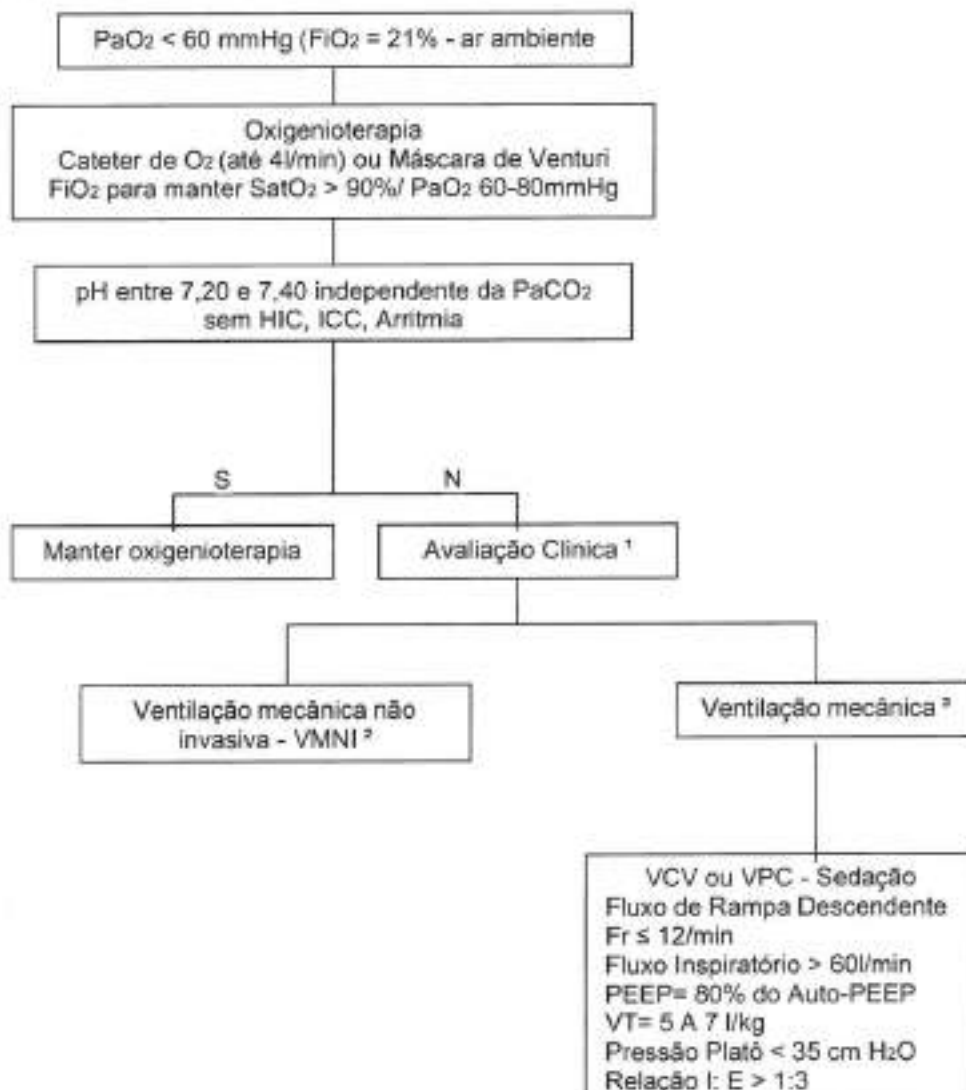 PaO₂ < 60 mmHg (FiO₂ = 21% - ar ambiente
Oxigenioterapia
Cateter de O₂ (até 4l/min) ou Máscara de Venturi
FiO₂ para manter SatO₂ > 90%/ PaO₂ 60-80mmHg
pH entre 7,20 e 7,40 independente da PaCO₂
sem HIC, ICC, Arritmia
S
N
Manter oxigenioterapia
Avaliação Clinica ¹
Ventilação mecânica não
invasiva - VMNI ²
Ventilação mecânica ³
VCV ou VPC - Sedação
Fluxo de Rampa Descendente
Fr ≤ 12/min
Fluxo Inspiratório > 60l/min
PEEP= 80% do Auto-PEEP
VT= 5 A 7 l/kg
Pressão Platô < 35 cm H₂O
Relação I: E > 1:3